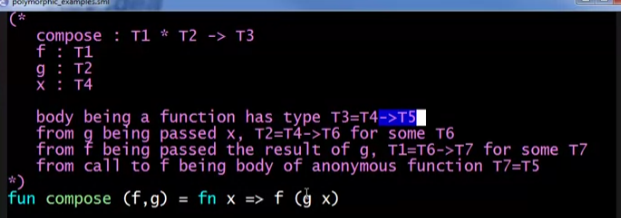 polymorphic_examples.sml
(*
compose : T1 * T2 -> T3
f : T1
g : T2
x : T4
body being a function has type T3=T4->T5
from g being passed x, T2=T4->T6 for some T6
from f being passed the result of g, T1=T6->T7 for some T7
from call to f being body of anonymous function T7=T5
*)
fun compose (f,g) = fn x => f (g x)